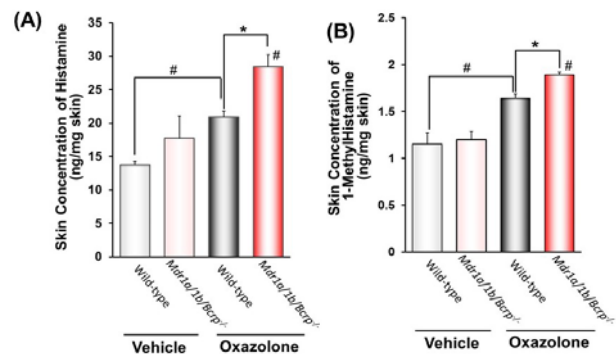 (A)
Skin Concentration of Histamine
(ng/mg skin)
35
30
25
20
15
10
5
0
#
*
#
Wild-type
Mdr1a/1b/Bcrp-/-
Wild-type
Mdr1a/1b/Bcrp-/-
Vehicle
Oxazolone
(B)
Skin Concentration of
1-MethylHistamine
(ng/mg skin)
2.5
2
1.5
1
0.5
0
#
*
#
Wild-type
Mdr1a/1b/Bcrp-/-
Wild-type
Mdr1a/1b/Bcrp-/-
Vehicle
Oxazolone